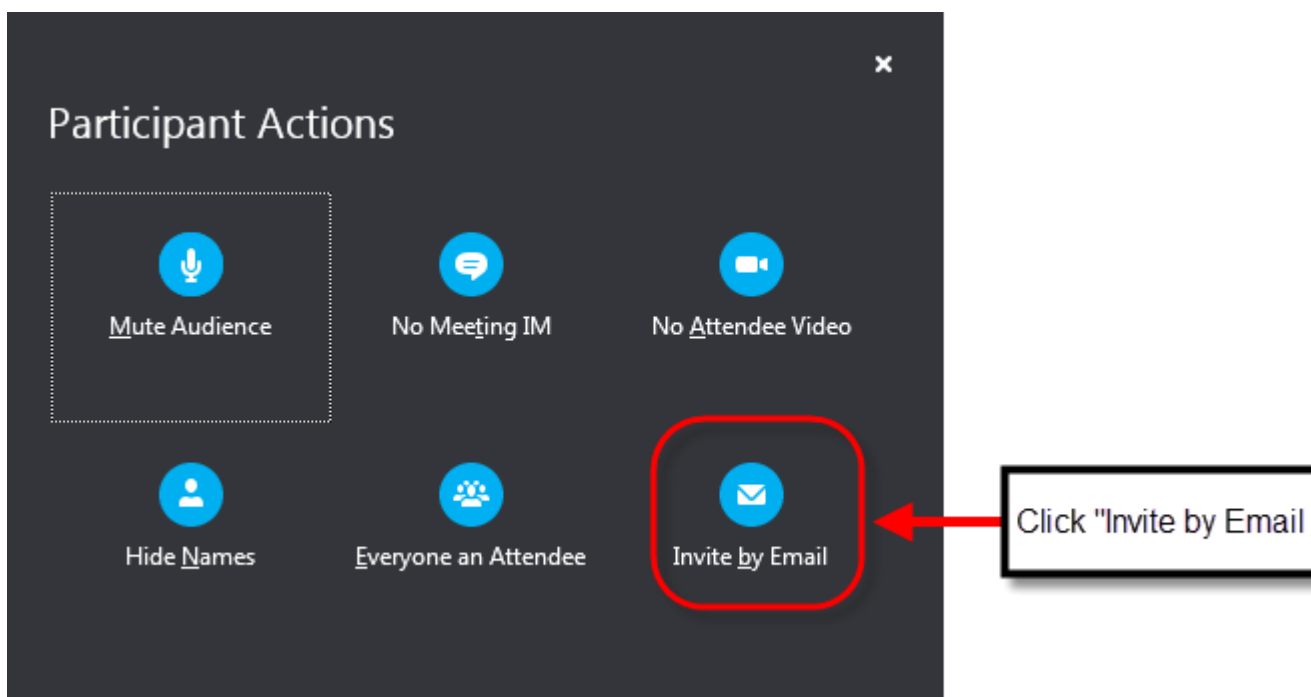 Participant Actions
Mute Audience
No Meeting IM
No Attendee Video
Hide Names
Everyone an Attendee
Invite by Email
Click "Invite by Email